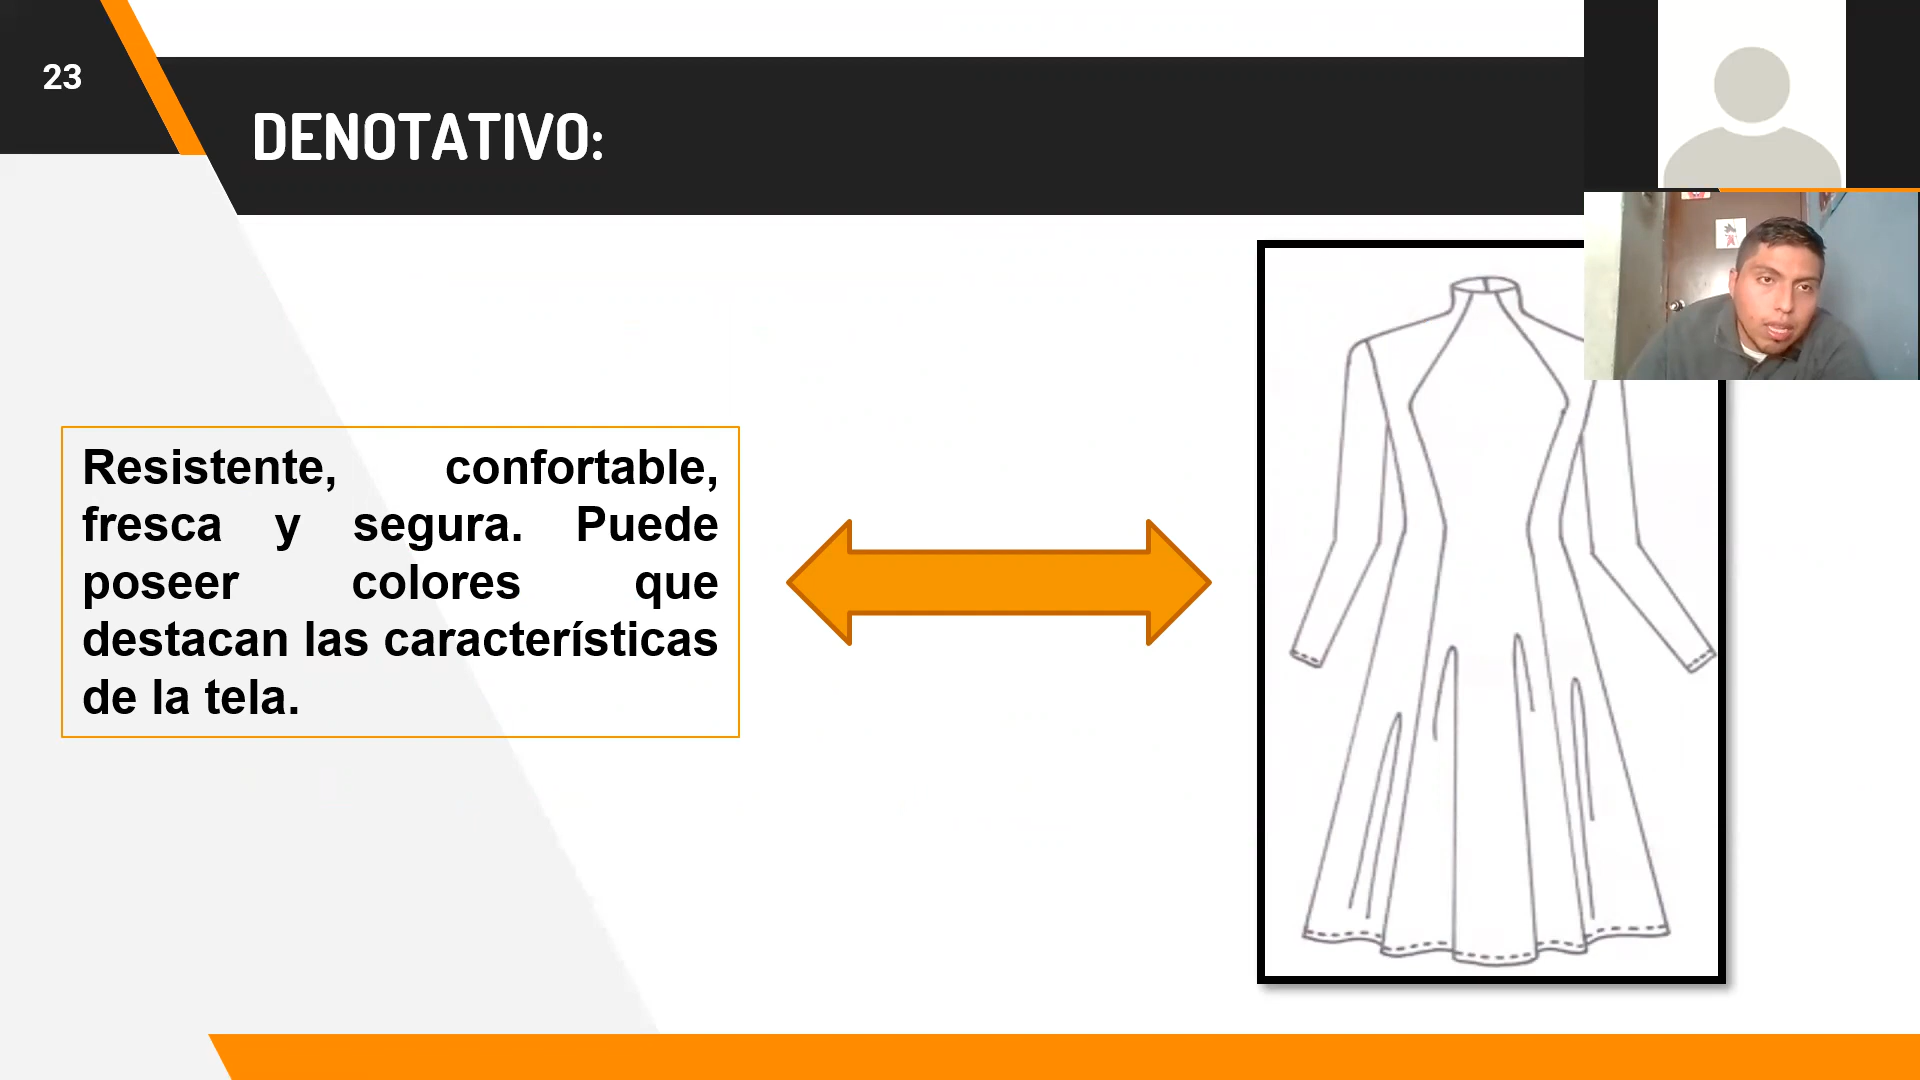 23
DENOTATIVO:
Resistente, confortable,
fresca y segura. Puede
poseer colores que
destacan las características
de la tela.